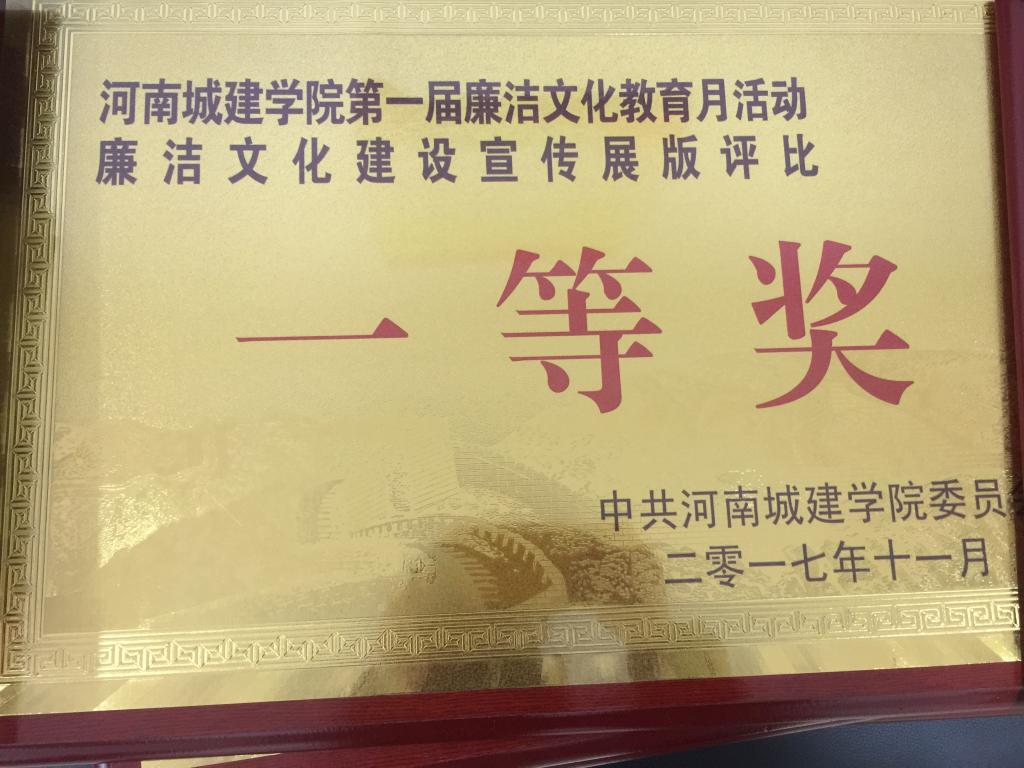 河南城建学院第一届廉洁文化教育月活动
廉洁文化建设宣传展版评比
一等奖
中共河南城建学院委员会
二零一七年十一月